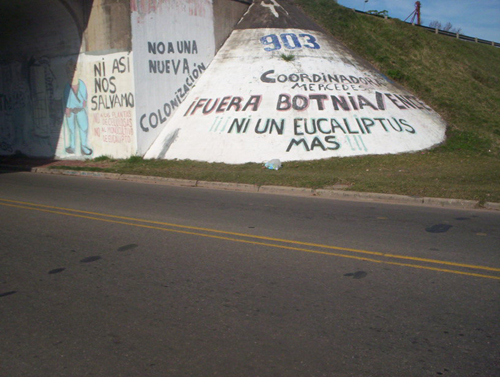 NI ASI
NOS
SALVAMO
NO A UNA
NUEVA
COLONIZACIÓN
903
COORDINADORA
MERCEDES
¡FUERA BOTNIA/ENCE
¡¡¡NI UN EUCALIPTUS
MAS!!!